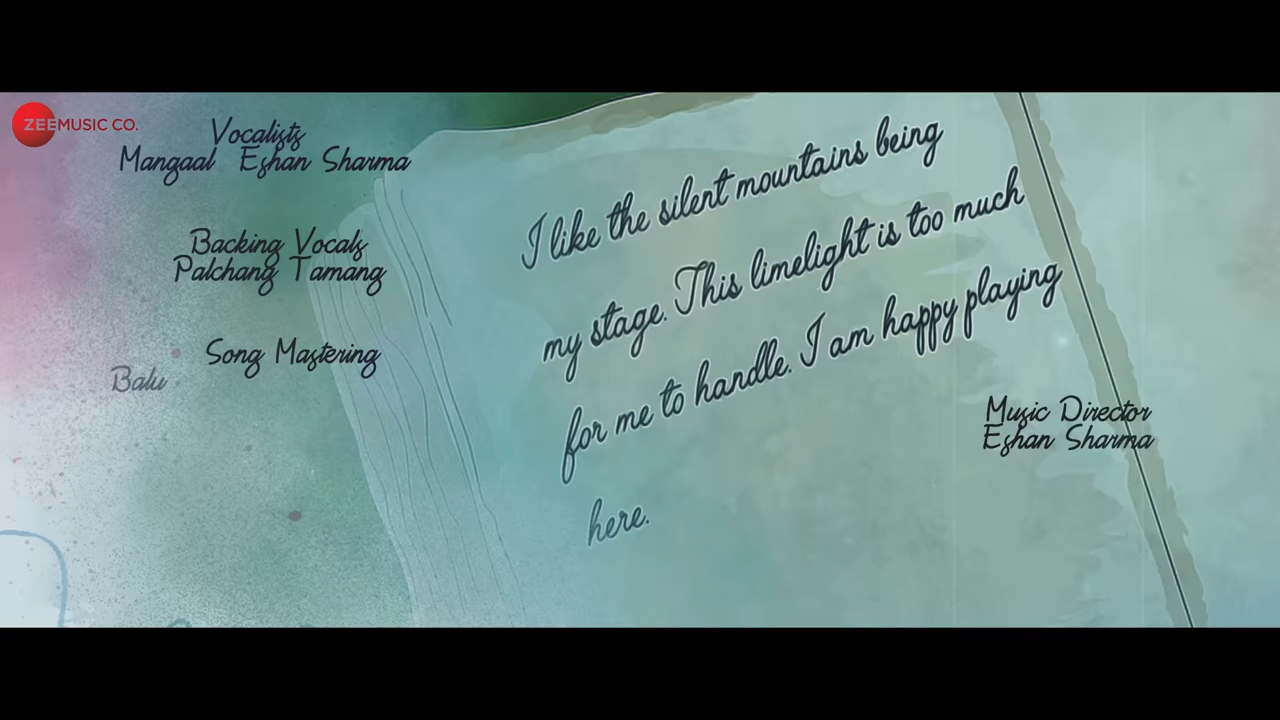 ZEEMUSIC CO.
Vocalists
Mangaal Eshan Sharma
Backing Vocals
Palchang Tamang
Song Mastering
Balu
I like the silent mountains being
my stage. This limelight is too much
for me to handle. I am happy playing
here.
Music Director
Eshan Sharma